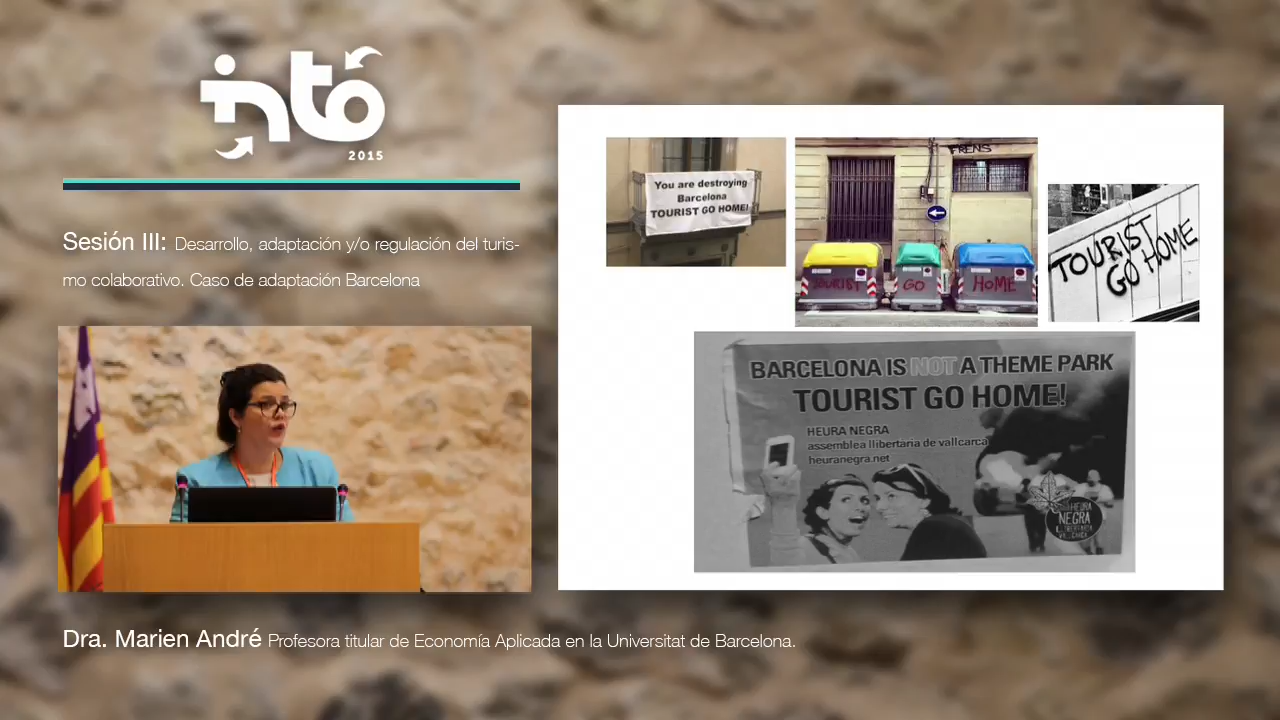 into
2015
Sesión III: Desarrollo, adaptación y/o regulación del turis-
mo colaborativo. Caso de adaptación Barcelona
You are destroying
Barcelona
TOURIST GO HOME!
TOURIST GO HOME
TOURIST
GO HOME
BARCELONA IS NOT A THEME PARK
TOURIST GO HOME!
HEURA NEGRA
assemblea llibertaria de vallcarca
heuranegra.net
HEURA
NEGRA
Dra. Marien André Profesora titular de Economía Aplicada en la Universitat de Barcelona.